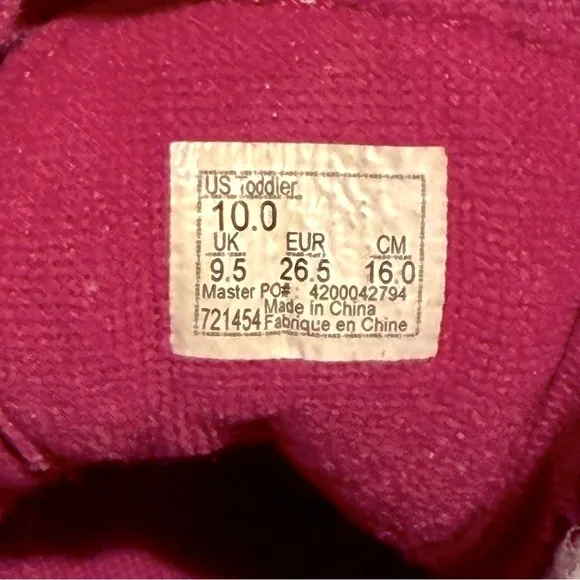 US Toddler
10.0
UK EUR CM
9.5 26.5 16.0
Master PO#: 4200042794
Made in China
721454 Fabrique en Chine